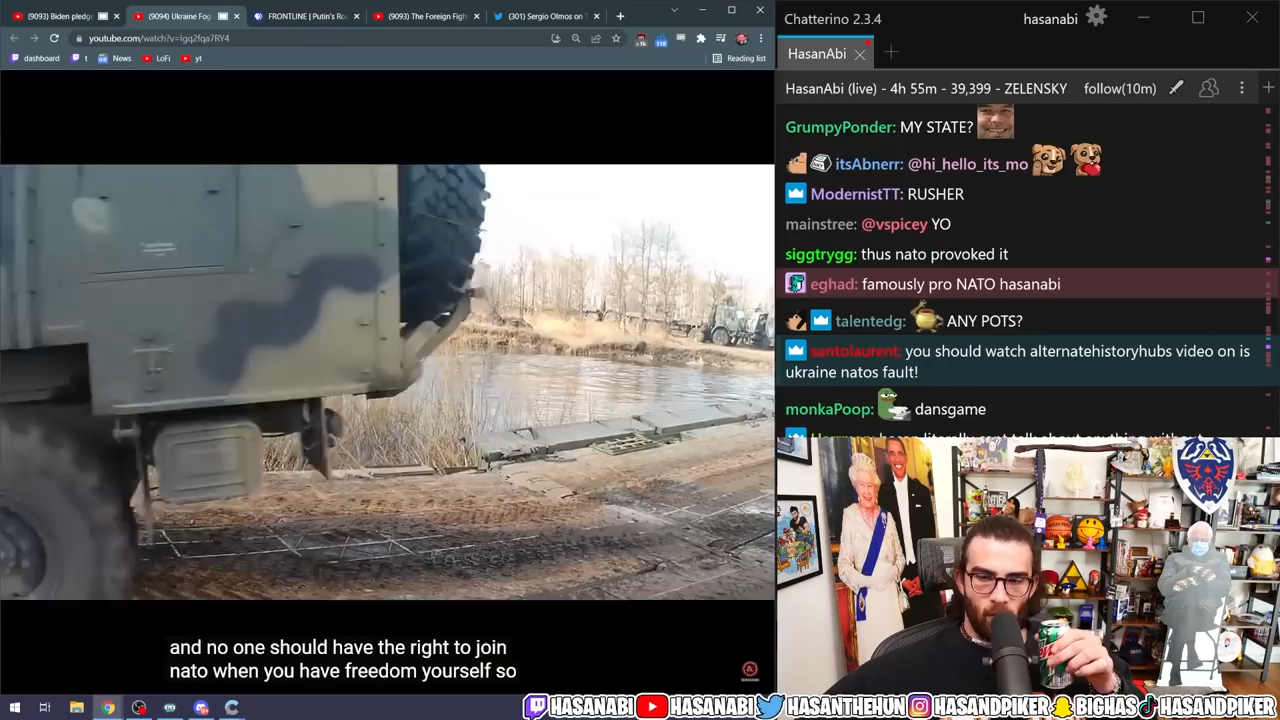 (9093) Biden pledg
(9094) Ukraine Fog
FRONTLINE | Putin's Ro
(9093) The Foreign Figh
(301) Sergio Olmos on
youtube.com/watch?v=Igq2fqa7RY4
dashboard
t
News
LoFi
yt
Reading list
and no one should have the right to join
nato when you have freedom yourself so
Chatterino 2.3.4
hasanabi
HasanAbi
HasanAbi (live) - 4h 55m - 39,399 - ZELENSKY
follow(10m)
GrumpyPonder: MY STATE?
itsAbnerr: @hi_hello_its_mo
ModernistTT: RUSHER
mainstree: @vspicey YO
siggtrygg: thus nato provoked it
eghad: famously pro NATO hasanabi
talentedg: ANY POTS?
santolaurent: you should watch alternatehistoryhubs video on is
ukraine natos fault!
monkaPoop: dansgame
HASANABI
HASANABI
HASANTHEHUN
HASANDPIKER
BIGHAS
HASANDPIKER